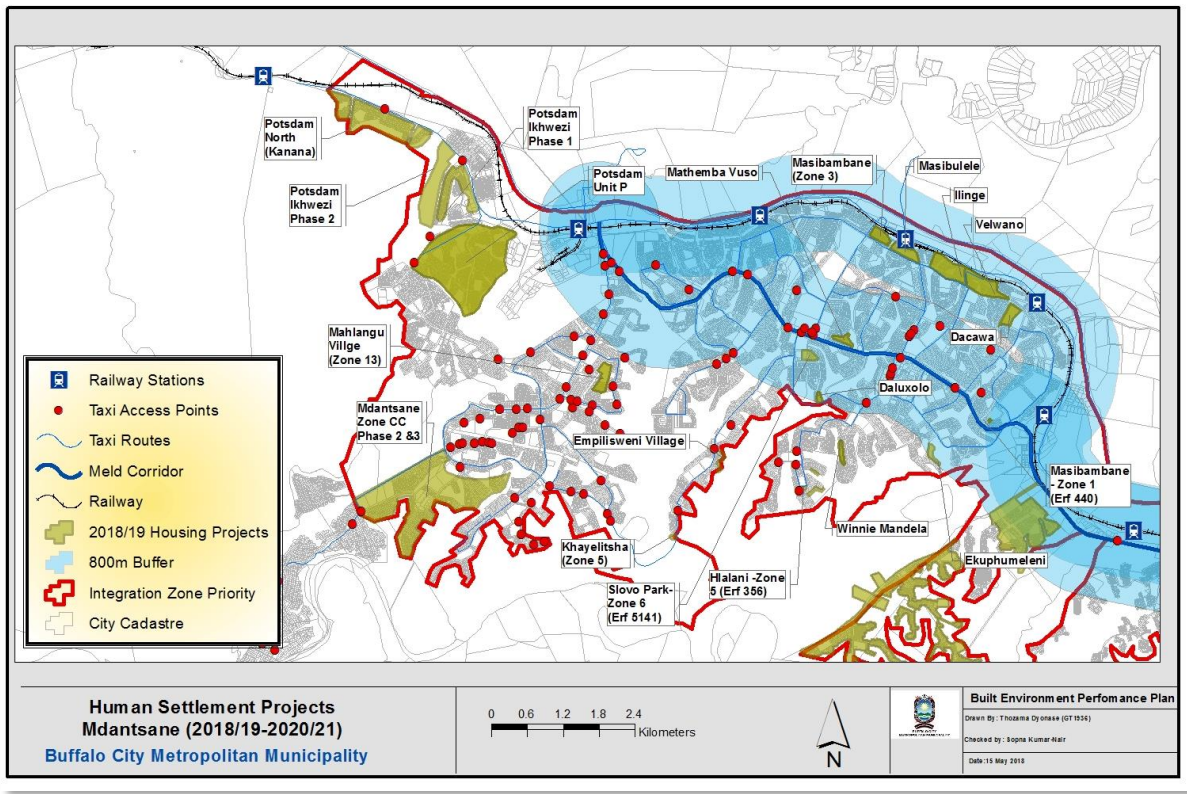 Potsdam
North
(Kanana)
Potsdam
Ikhwezi
Phase 1
Potsdam
Ikhwezi
Phase 2
Potsdam
Unit P
Mathemba Vuso
Masibambane
(Zone 3)
Masibulele
Ilinge
Velwano
Mahlangu
Villge
(Zone 13)
Dacawa
Daluxolo
Mdantsane
Zone CC
Phase 2 &3
Empilisweni Village
Masibambane
- Zone 1
(Erf 440)
Winnie Mandela
Khayelitsha
(Zone 5)
Ekuphumeleni
Slovo Park-
Zone 6
(Erf 5141)
Hlalani -Zone
5 (Erf 356)
Railway Stations
Taxi Access Points
Taxi Routes
Meld Corridor
Railway
2018/19 Housing Projects
800m Buffer
Integration Zone Priority
City Cadastre
Human Settlement Projects
Mdantsane (2018/19-2020/21)
Buffalo City Metropolitan Municipality
0 0.6 1.2 1.8 2.4
Kilometers
N
Built Environment Perfomance Plan
Drawn By : Thozama Dyonase (GT1936)
Checked by : Sopna Kumar-Nair
Date :15 May 2018